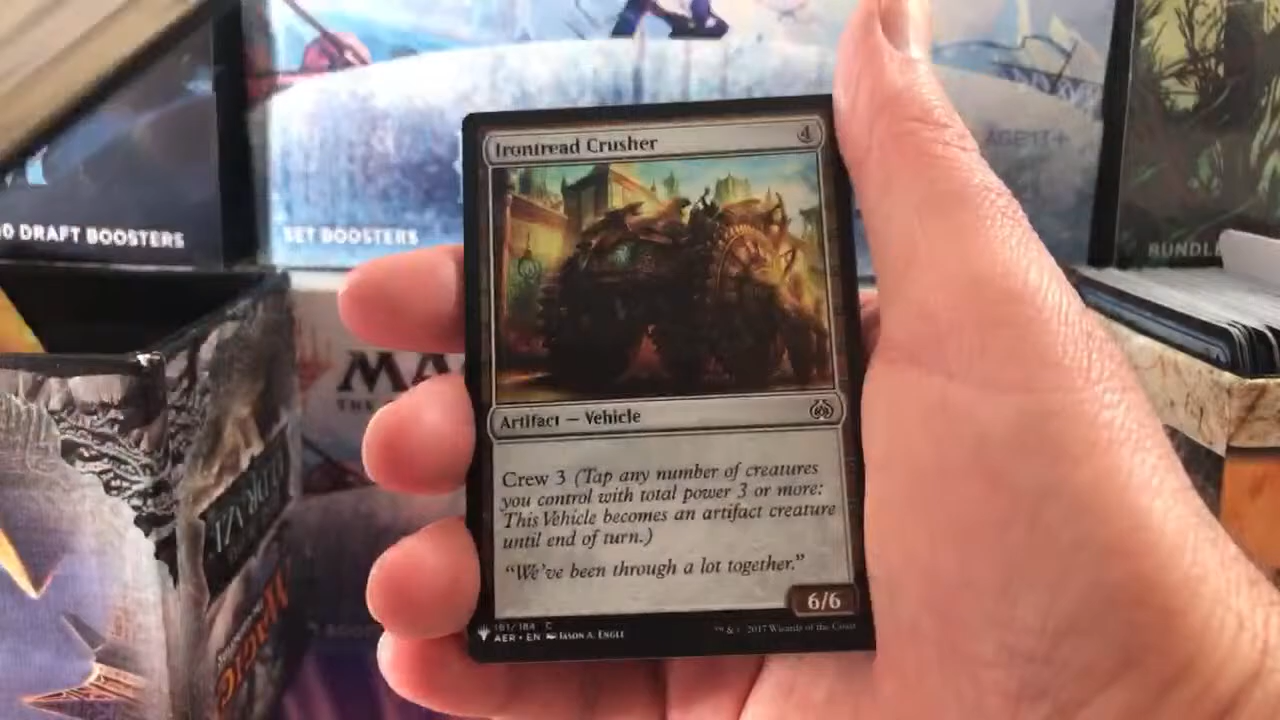 AGE 17+
0 DRAFT BOOSTERS
SET BOOSTERS
BUNDLE
MA
THE
Irontread Crusher
4
Artifact — Vehicle
Crew 3 (Tap any number of creatures
you control with total power 3 or more:
This Vehicle becomes an artifact creature
until end of turn.)
“We’ve been through a lot together.”
6/6
161/184 C
AER • EN JASON A. ENGLE
™ & © 2017 Wizards of the Coast
MAGIC